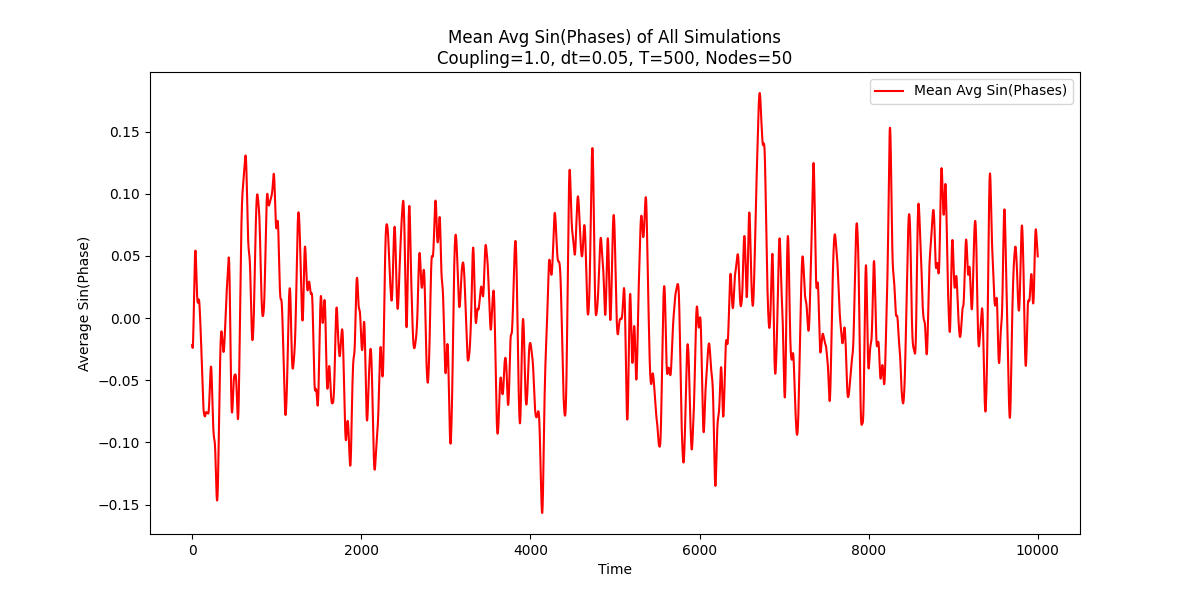 Mean Avg Sin(Phases) of All Simulations
Coupling=1.0, dt=0.05, T=500, Nodes=50
Mean Avg Sin(Phases)
Average Sin(Phase)
0.15
0.10
0.05
0.00
−0.05
−0.10
−0.15
0 2000 4000 6000 8000 10000
Time